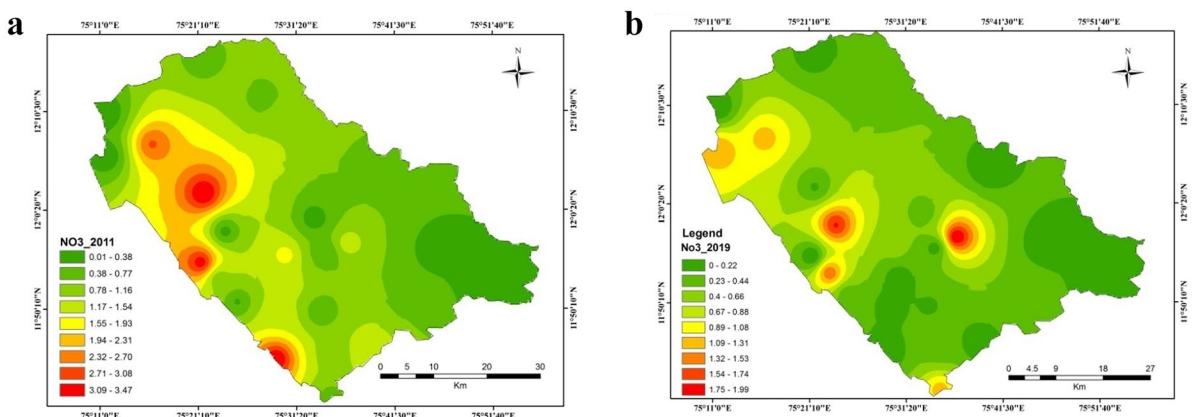 a
75°11'0"E 75°21'10"E 75°31'20"E 75°41'30"E 75°51'40"E
N
12°10'30"N
12°0'20"N
11°50'10"N
12°10'30"N
12°0'20"N
11°50'10"N
NO3_2011
0.01 - 0.38
0.38 - 0.77
0.78 - 1.16
1.17 - 1.54
1.55 - 1.93
1.94 - 2.31
2.32 - 2.70
2.71 - 3.08
3.09 - 3.47
0 5 10 20 30
Km
75°11'0"E 75°21'10"E 75°31'20"E 75°41'30"E 75°51'40"E
b
75°11'0"E 75°21'10"E 75°31'20"E 75°41'30"E 75°51'40"E
N
12°10'30"N
12°0'20"N
11°50'10"N
12°10'30"N
12°0'20"N
11°50'10"N
Legend
No3_2019
0 - 0.22
0.23 - 0.44
0.4 - 0.66
0.67 - 0.88
0.89 - 1.08
1.09 - 1.31
1.32 - 1.53
1.54 - 1.74
1.75 - 1.99
0 4.5 9 18 27
Km
75°11'0"E 75°21'10"E 75°31'20"E 75°41'30"E 75°51'40"E